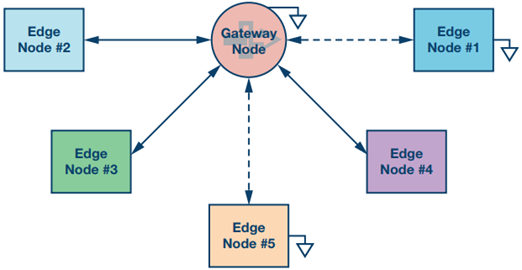 Edge
Node #2
Gateway
Node
Edge
Node #1
Edge
Node #3
Edge
Node #4
Edge
Node #5